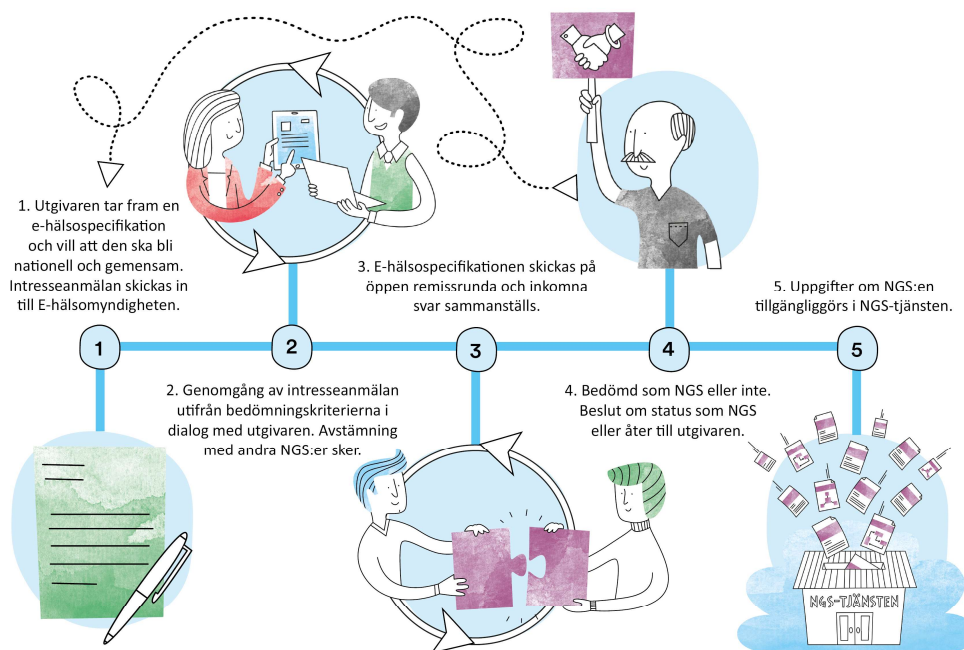 1. Utgivaren tar fram en
e-hälsospecifikation
och vill att den ska bli
nationell och gemensam.
Intresseanmälan skickas in
till E-hälsomyndigheten.
3. E-hälsospecifikationen skickas på
öppen remissrunda och inkomna
svar sammanställs.
5. Uppgifter om NGS:en
tillgängliggörs i NGS-tjänsten.
1
2
3
4
5
2. Genomgång av intresseanmälan
utifrån bedömningskriterierna i
dialog med utgivaren. Avstämning
med andra NGS:er sker.
4. Bedömd som NGS eller inte.
Beslut om status som NGS
eller åter till utgivaren.
NGS-TJÄNSTEN